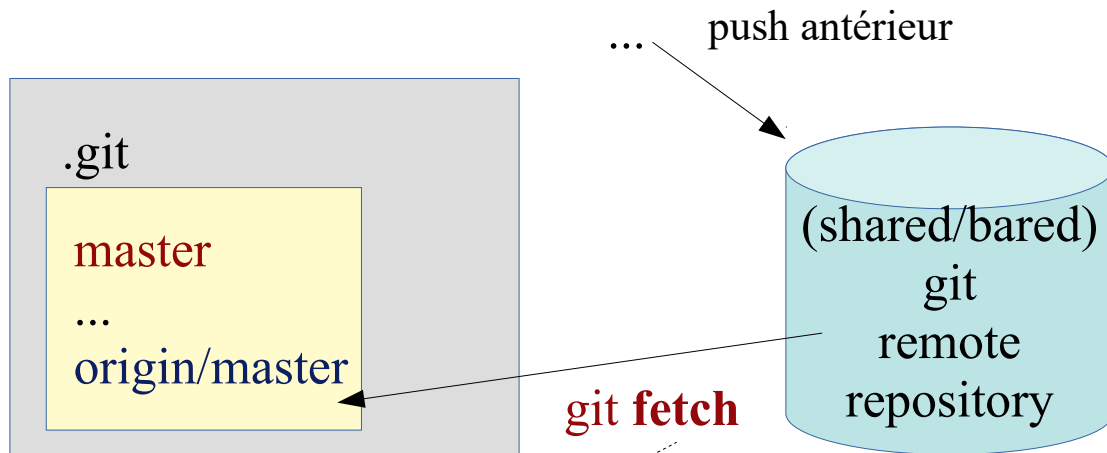 ... push antérieur
.git
master
...
origin/master
(shared/bared)
git
remote
repository
git fetch